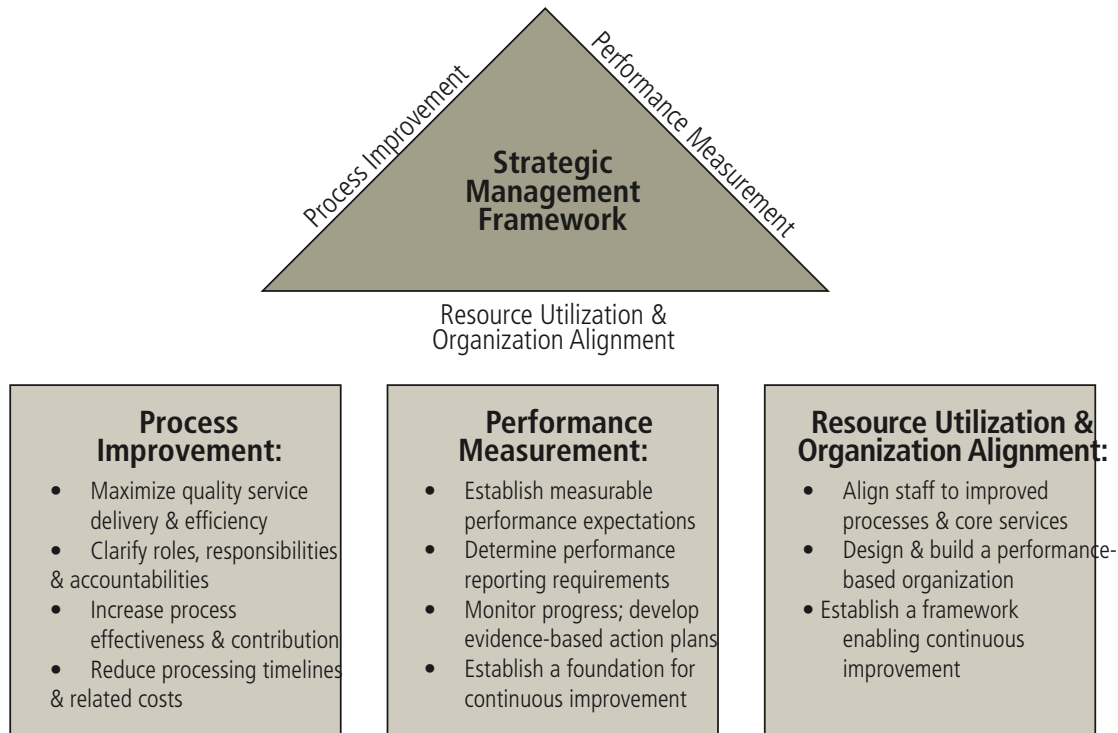 Process Improvement
Performance Measurement
Strategic
Management
Framework
Resource Utilization &
Organization Alignment
Process
Improvement:
• Maximize quality service
delivery & efficiency
• Clarify roles, responsibilities
& accountabilities
• Increase process
effectiveness & contribution
• Reduce processing timelines
& related costs
Performance
Measurement:
• Establish measurable
performance expectations
• Determine performance
reporting requirements
• Monitor progress; develop
evidence-based action plans
• Establish a foundation for
continuous improvement
Resource Utilization &
Organization Alignment:
• Align staff to improved
processes & core services
• Design & build a performance-
based organization
• Establish a framework
enabling continuous
improvement